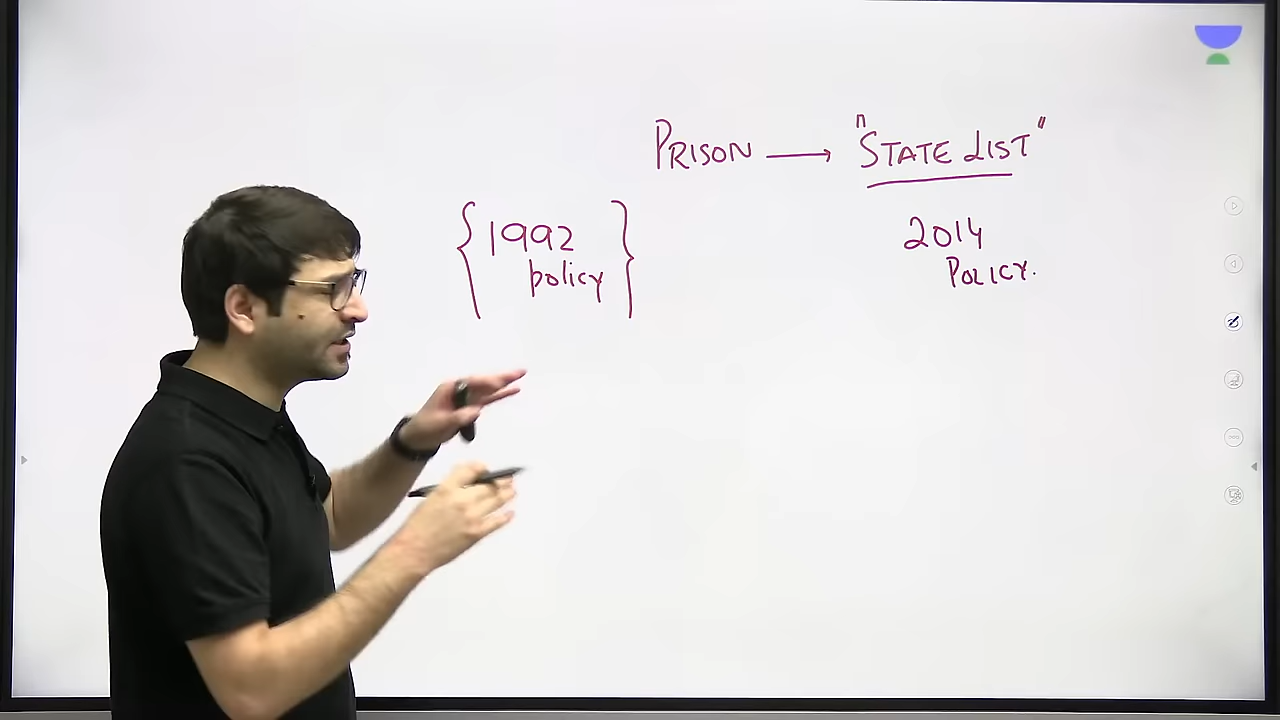 PRISON → "STATE LIST"
1992
policy
2014
POLICY.